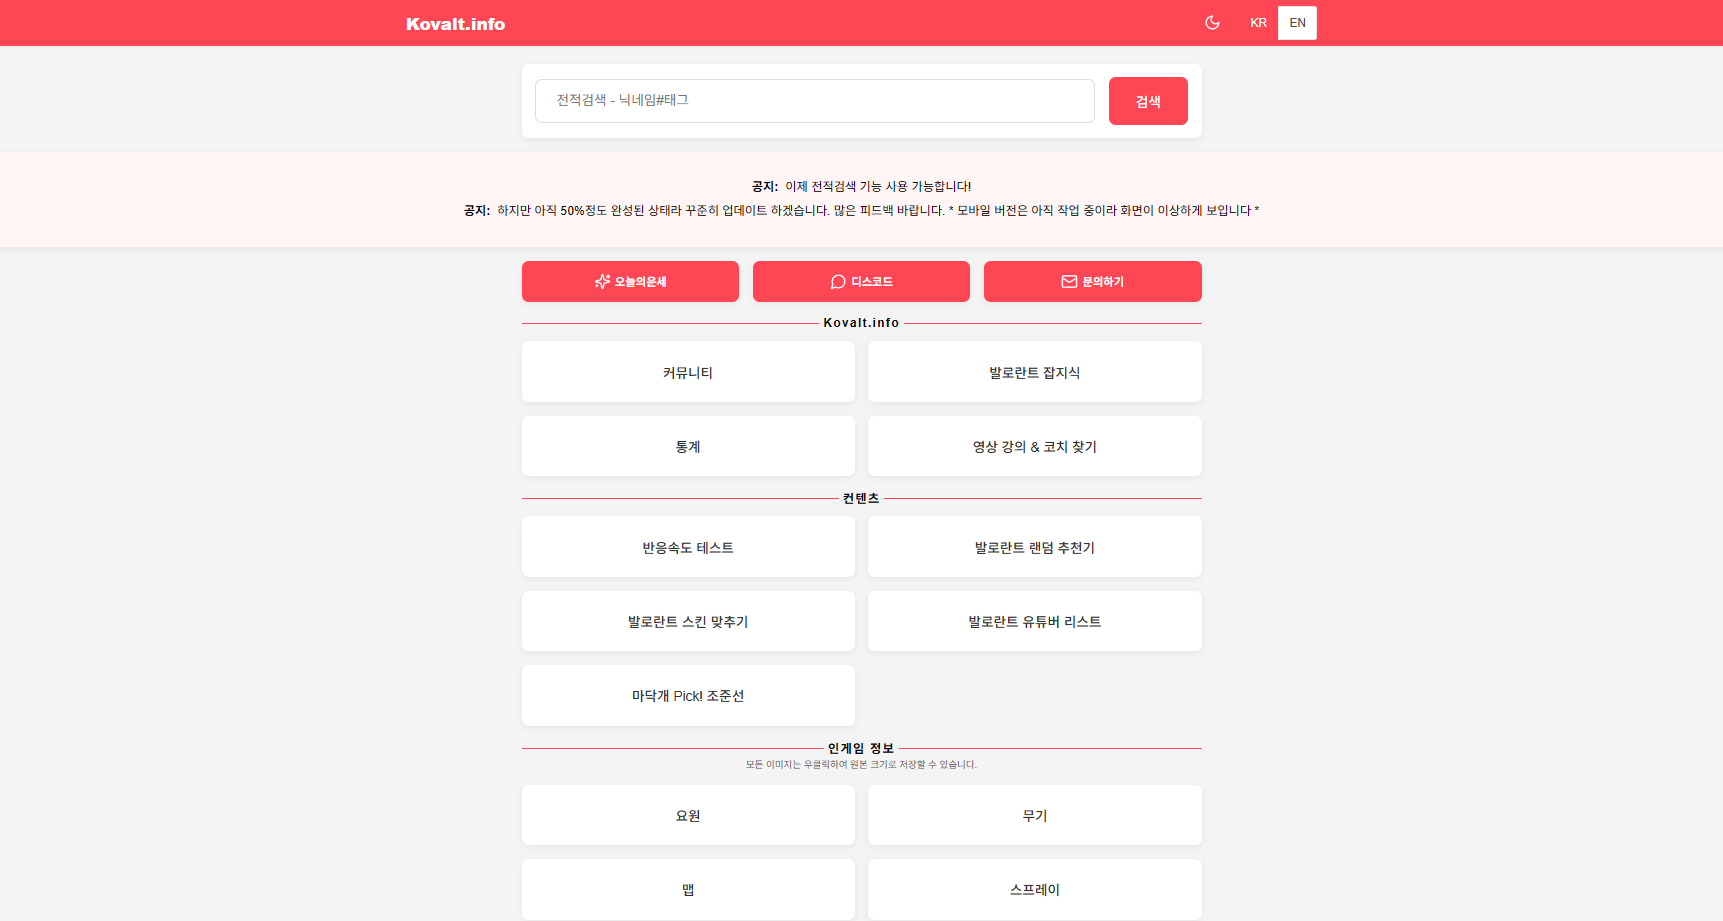 Kovalt.info
KR EN
전적검색 - 닉네임#태그
검색
공지: 이제 전적검색 기능 사용 가능합니다!
공지: 하지만 아직 50%정도 완성된 상태라 꾸준히 업데이트 하겠습니다. 많은 피드백 바랍니다. * 모바일 버전은 아직 작업 중이라 화면이 이상하게 보입니다 *
오늘의운세 디스코드 문의하기
Kovalt.info
커뮤니티 발로란트 잡지식
통계 영상 강의 & 코치 찾기
컨텐츠
반응속도 테스트 발로란트 랜덤 추천기
발로란트 스킨 맞추기 발로란트 유튜버 리스트
마닥개 Pick! 조준선
인게임 정보
모든 이미지는 우클릭하여 원본 크기로 저장할 수 있습니다.
요원 무기
맵 스프레이